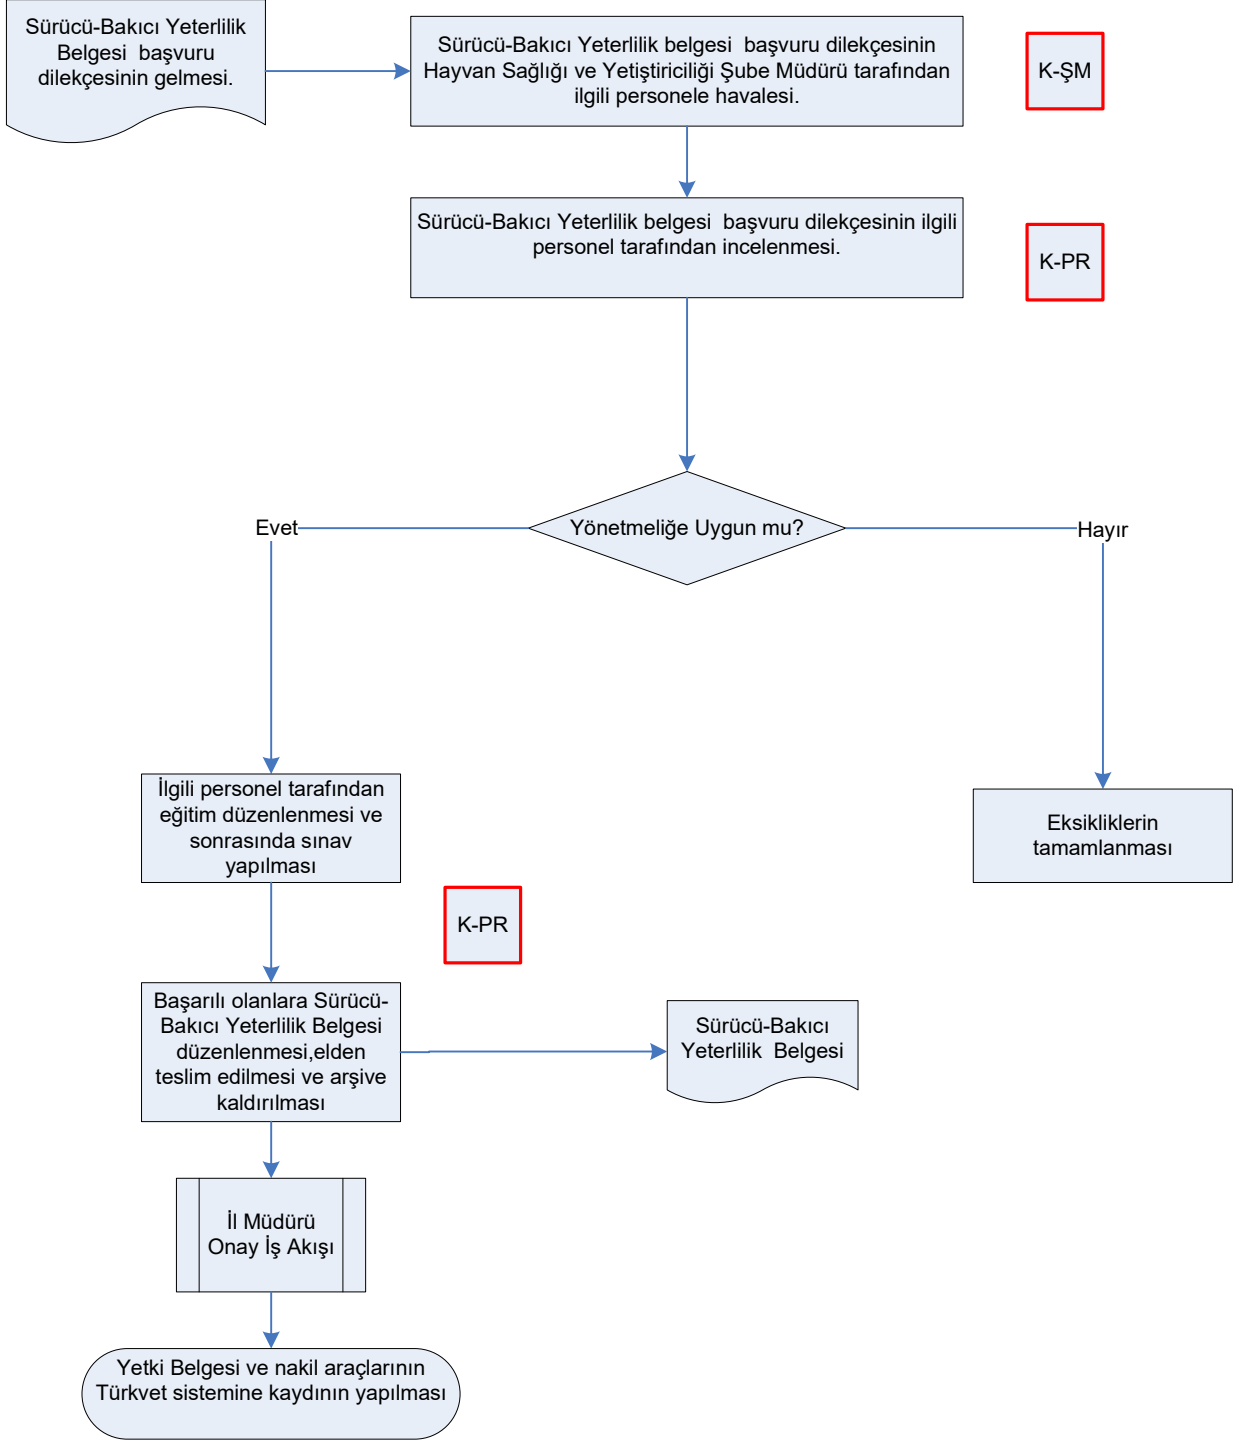 Sürücü-Bakıcı Yeterlilik
Belgesi başvuru
dilekçesinin gelmesi.
Sürücü-Bakıcı Yeterlilik belgesi başvuru dilekçesinin
Hayvan Sağlığı ve Yetiştiriciliği Şube Müdürü tarafından
ilgili personele havalesi.
K-ŞM
Sürücü-Bakıcı Yeterlilik belgesi başvuru dilekçesinin ilgili
personel tarafından incelenmesi.
K-PR
Yönetmeliğe Uygun mu?
Evet
Hayır
İlgili personel tarafından
eğitim düzenlenmesi ve
sonrasında sınav
yapılması
Eksikliklerin
tamamlanması
K-PR
Başarılı olanlara Sürücü-
Bakıcı Yeterlilik Belgesi
düzenlenmesi,elden
teslim edilmesi ve arşive
kaldırılması
Sürücü-Bakıcı
Yeterlilik Belgesi
İl Müdürü
Onay İş Akışı
Yetki Belgesi ve nakil araçlarının
Türkvet sistemine kaydının yapılması